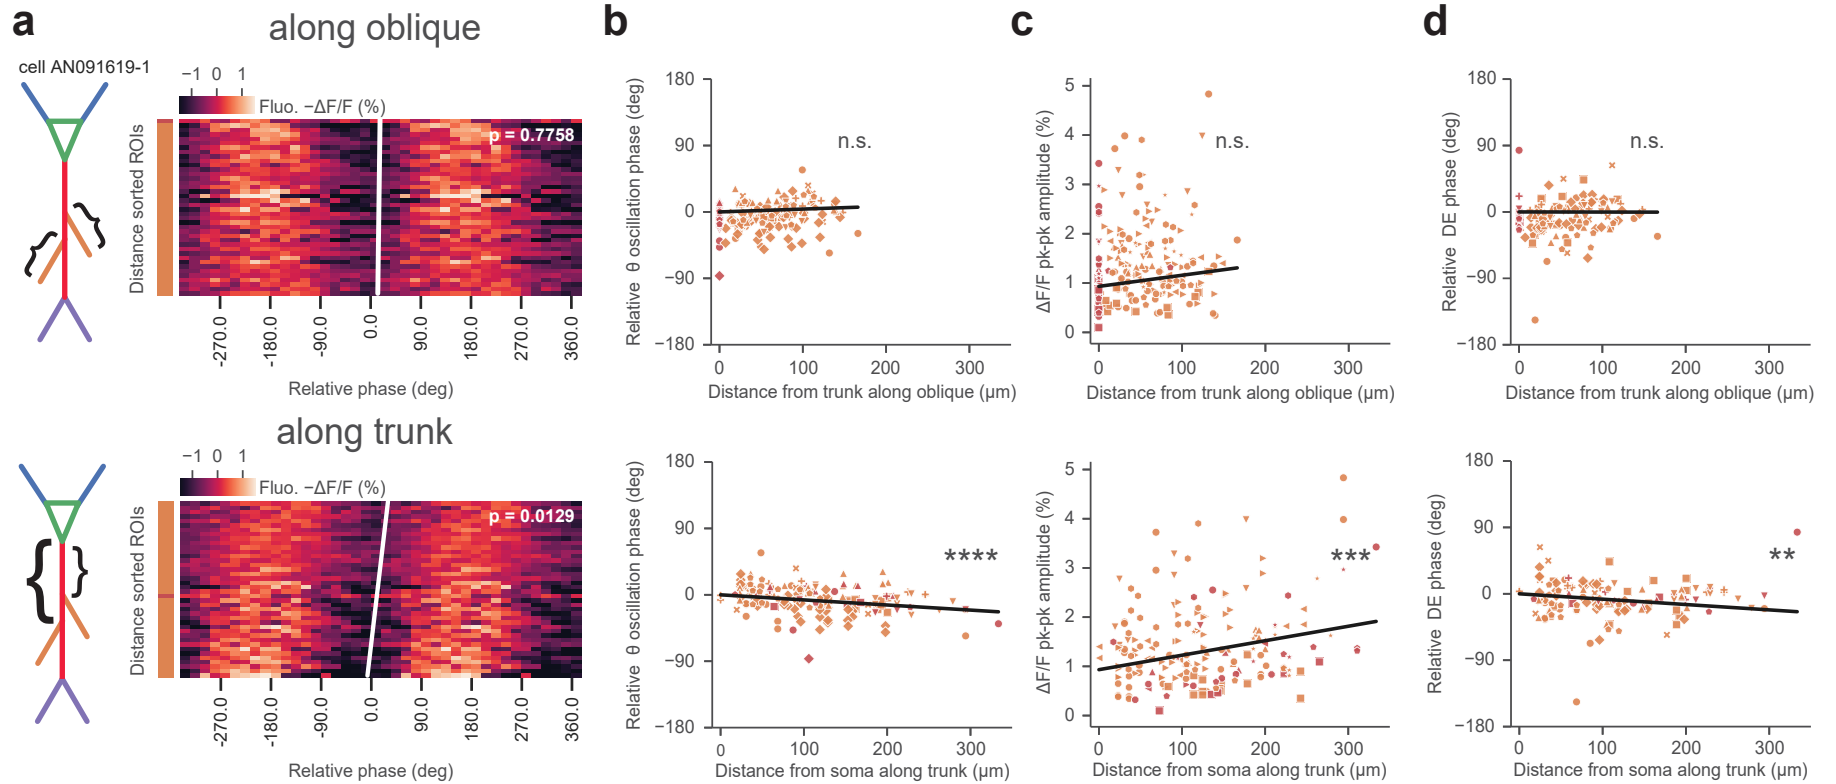 a
along oblique
cell AN091619-1
−1 0 1
Fluo. −ΔF/F (%)
Distance sorted ROIs
p = 0.7758
-270.0 -180.0 -90.0 0.0 90.0 180.0 270.0 360.0
Relative phase (deg)
along trunk
−1 0 1
Fluo. −ΔF/F (%)
Distance sorted ROIs
p = 0.0129
-270.0 -180.0 -90.0 0.0 90.0 180.0 270.0 360.0
Relative phase (deg)
b
Relative θ oscillation phase (deg)
180
90
0
−90
−180
n.s.
0 100 200 300
Distance from trunk along oblique (μm)
Relative θ oscillation phase (deg)
180
90
0
−90
−180
****
0 100 200 300
Distance from soma along trunk (μm)
c
ΔF/F pk-pk amplitude (%)
5
4
3
2
1
0
n.s.
0 100 200 300
Distance from trunk along oblique (μm)
ΔF/F pk-pk amplitude (%)
5
4
3
2
1
0
***
0 100 200 300
Distance from soma along trunk (μm)
d
Relative DE phase (deg)
180
90
0
−90
−180
n.s.
0 100 200 300
Distance from trunk along oblique (μm)
Relative DE phase (deg)
180
90
0
−90
−180
**
0 100 200 300
Distance from soma along trunk (μm)